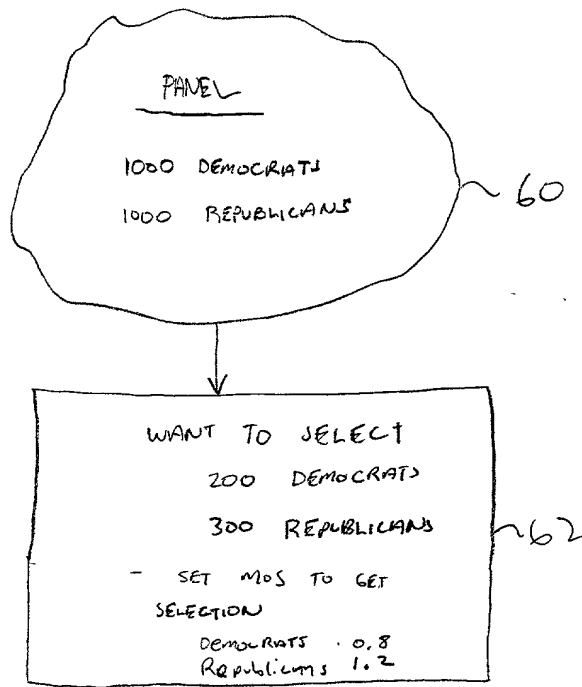 PANEL
1000 DEMOCRATS
1000 REPUBLICANS
60
WANT TO SELECT
200 DEMOCRATS
300 REPUBLICANS
62
- SET MOS TO GET
SELECTION
DEMOCRATS 0.8
Republicans 1.2